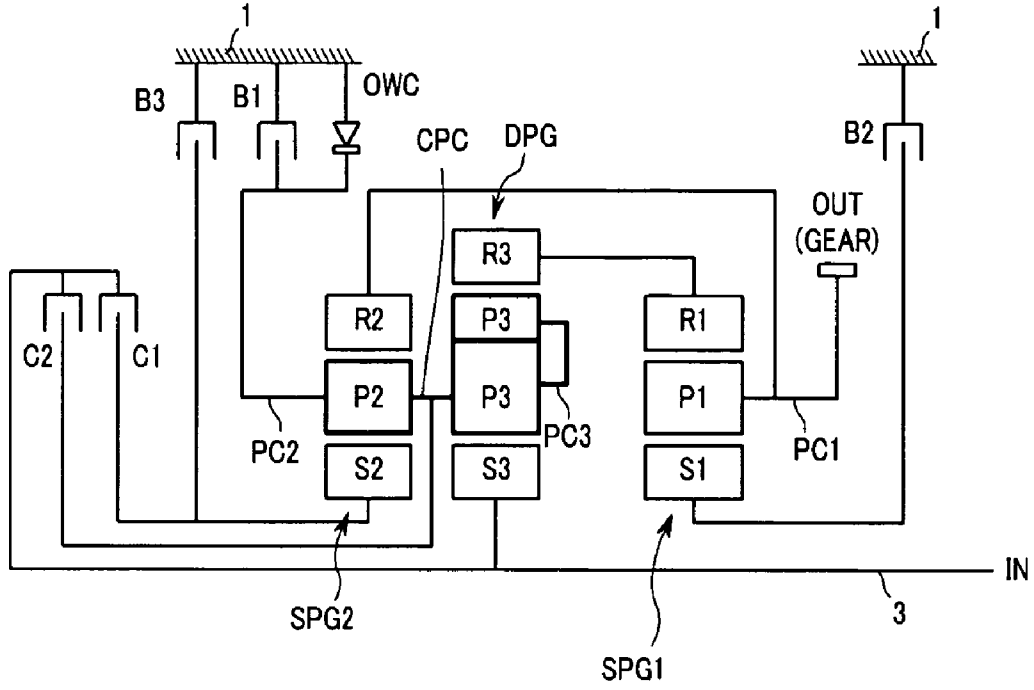 1
1
OWC
B3
B1
B2
CPC
DPG
OUT
(GEAR)
R3
R2
P3
R1
C2
C1
P2
P3
P1
PC3
PC2
PC1
S2
S3
S1
IN
SPG2
3
SPG1